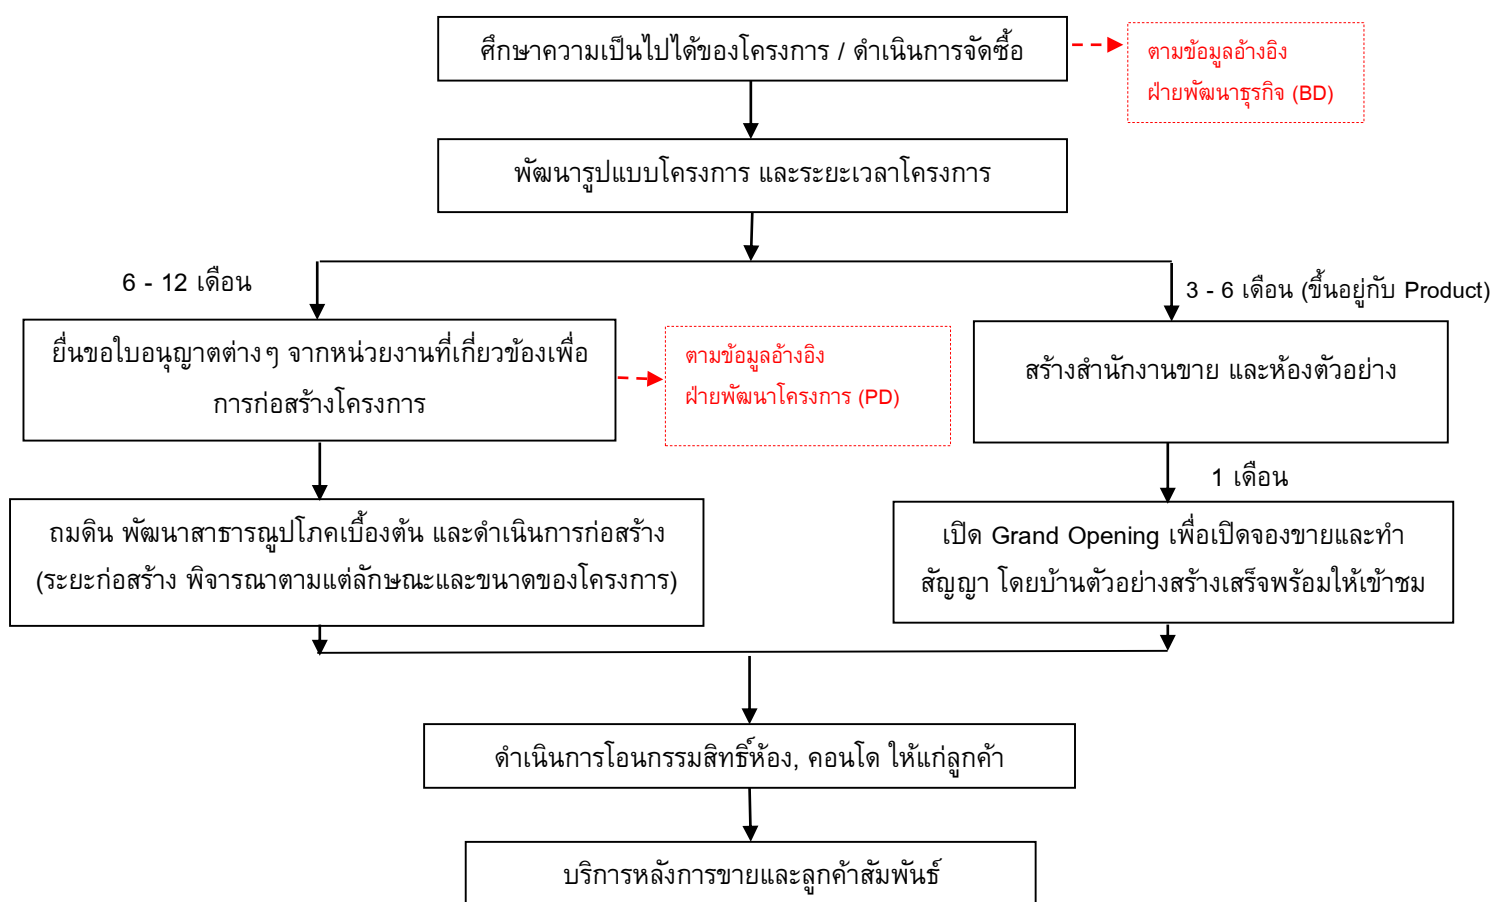 ศึกษาความเป็นไปได้ของโครงการ / ดำเนินการจัดซื้อ
ตามข้อมูลอ้างอิง
ฝ่ายพัฒนาธุรกิจ (BD)
พัฒนารูปแบบโครงการ และระยะเวลาโครงการ
6 - 12 เดือน
3 - 6 เดือน (ขึ้นอยู่กับ Product)
ยื่นขอใบอนุญาตต่างๆ จากหน่วยงานที่เกี่ยวข้องเพื่อ
การก่อสร้างโครงการ
ตามข้อมูลอ้างอิง
ฝ่ายพัฒนาโครงการ (PD)
สร้างสำนักงานขาย และห้องตัวอย่าง
1 เดือน
ถมดิน พัฒนาสาธารณูปโภคเบื้องต้น และดำเนินการก่อสร้าง
(ระยะก่อสร้าง พิจารณาตามแต่ลักษณะและขนาดของโครงการ)
เปิด Grand Opening เพื่อเปิดจองขายและทำ
สัญญา โดยบ้านตัวอย่างสร้างเสร็จพร้อมให้เข้าชม
ดำเนินการโอนกรรมสิทธิ์ห้อง, คอนโด ให้แก่ลูกค้า
บริการหลังการขายและลูกค้าสัมพันธ์